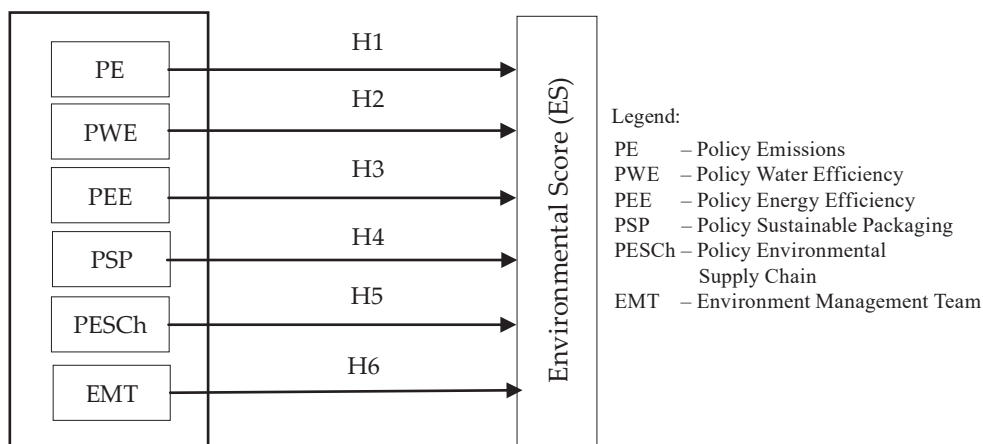 PE
H1
PWE
H2
PEE
H3
PSP
H4
PESCh
H5
EMT
H6
Environmental Score (ES)
Legend:
PE – Policy Emissions
PWE – Policy Water Efficiency
PEE – Policy Energy Efficiency
PSP – Policy Sustainable Packaging
PESCh – Policy Environmental
Supply Chain
EMT – Environment Management Team